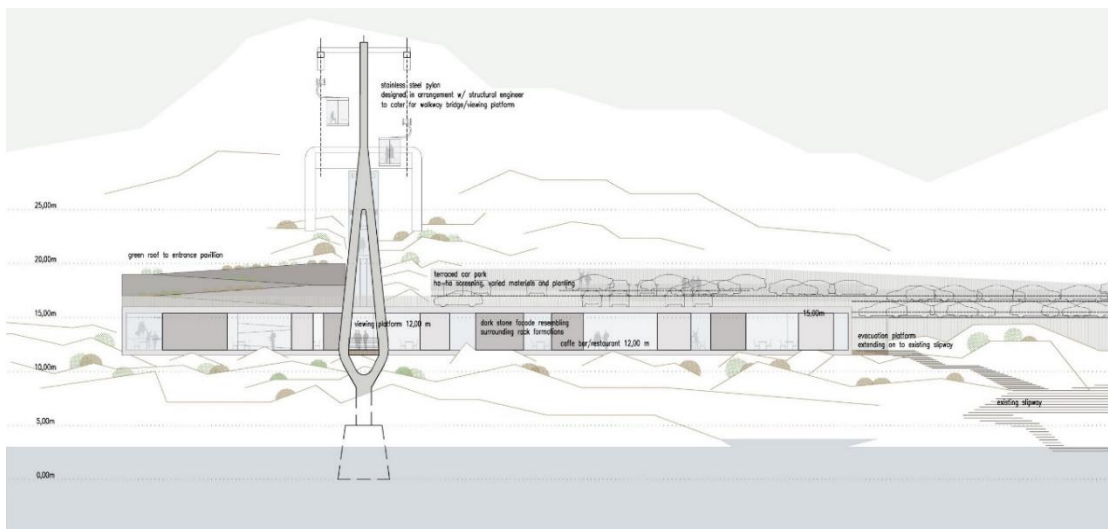 stainless steel pylon
designed in arrangement w/ structural engineer
to cater for walkway bridge/viewing platform
25,00m
green roof to entrance pavillion
20,00m
terraced car park
ha-ha screening, varied materials and planting
15,00m
viewing platform 12,00 m
dark stone facade resembling
surrounding rock formations
15,00m
caffe bar/restaurant 12,00 m
evacuation platform
extending on to existing slipway
10,00m
existing slipway
5,00m
0,00m